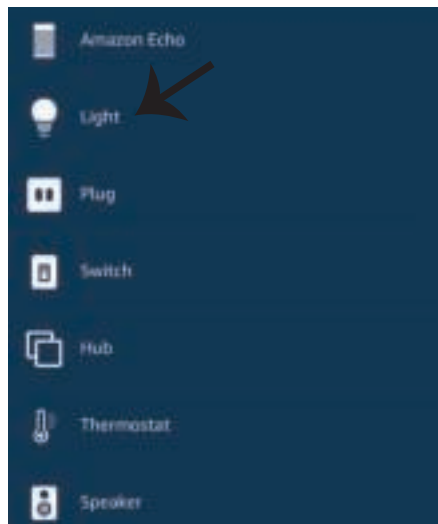 Amazon Echo
Light
Plug
Switch
Hub
Thermostat
Speaker